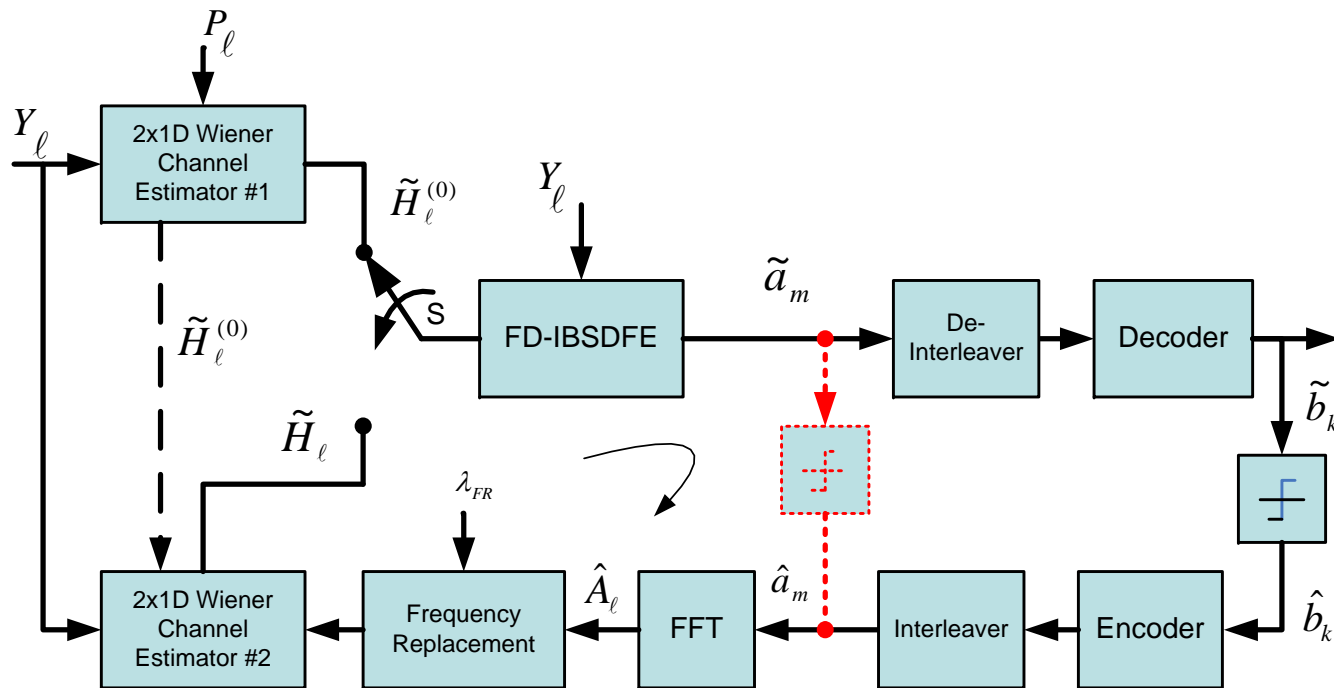 P_ℓ
Y_ℓ
2x1D Wiener
Channel
Estimator #1
H̃_ℓ^(0)
Y_ℓ
S
FD-IBSDFE
ã_m
De-
Interleaver
Decoder
b̃_k
H̃_ℓ^(0)
H̃_ℓ
λ_FR
2x1D Wiener
Channel
Estimator #2
Frequency
Replacement
Â_ℓ
FFT
â_m
Interleaver
Encoder
b̂_k